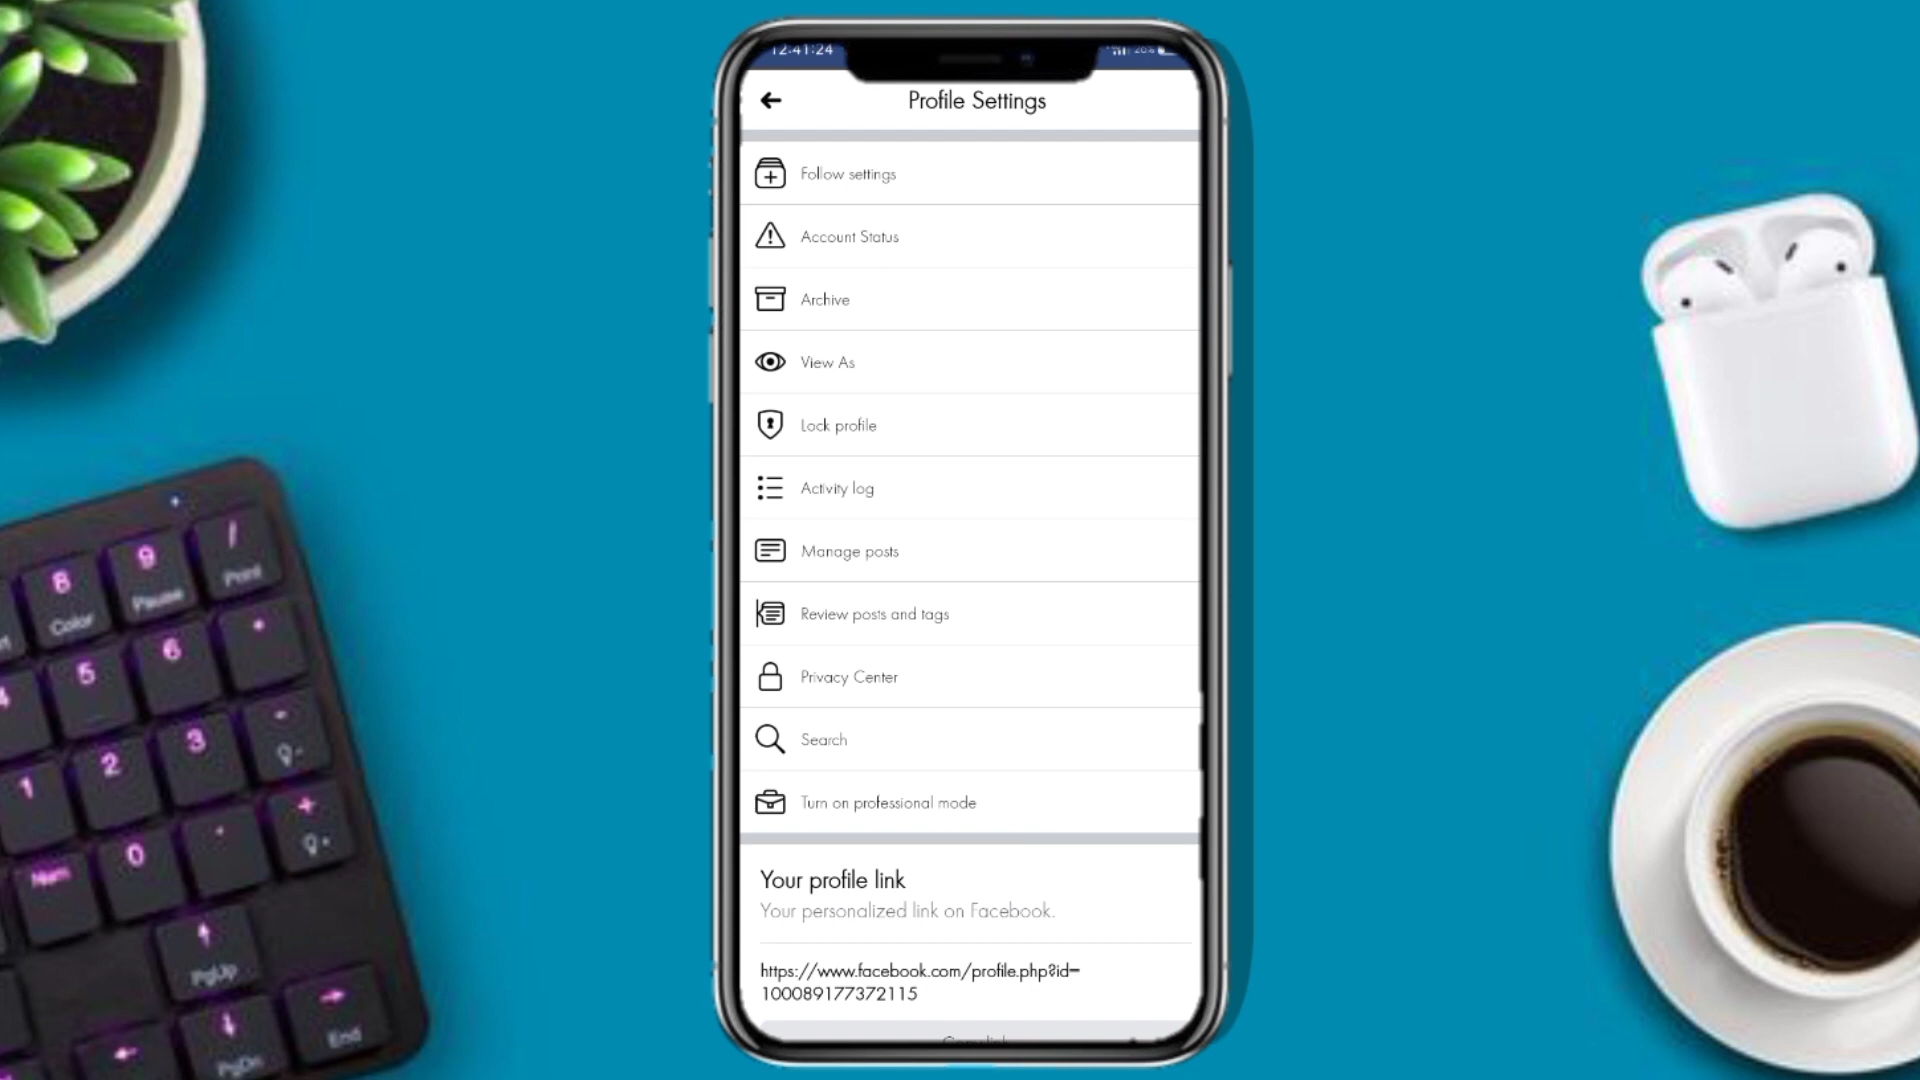 12:41:24
26%
Profile Settings
Follow settings
Account Status
Archive
View As
Lock profile
Activity log
Manage posts
Review posts and tags
Privacy Center
Search
Turn on professional mode
Your profile link
Your personalized link on Facebook.
https://www.facebook.com/profile.php?id=
100089177372115
8 9 /
Color Pause Print
4 5 6 *
1 2 3 -
Num 0 . +
PgUp
PgDn End